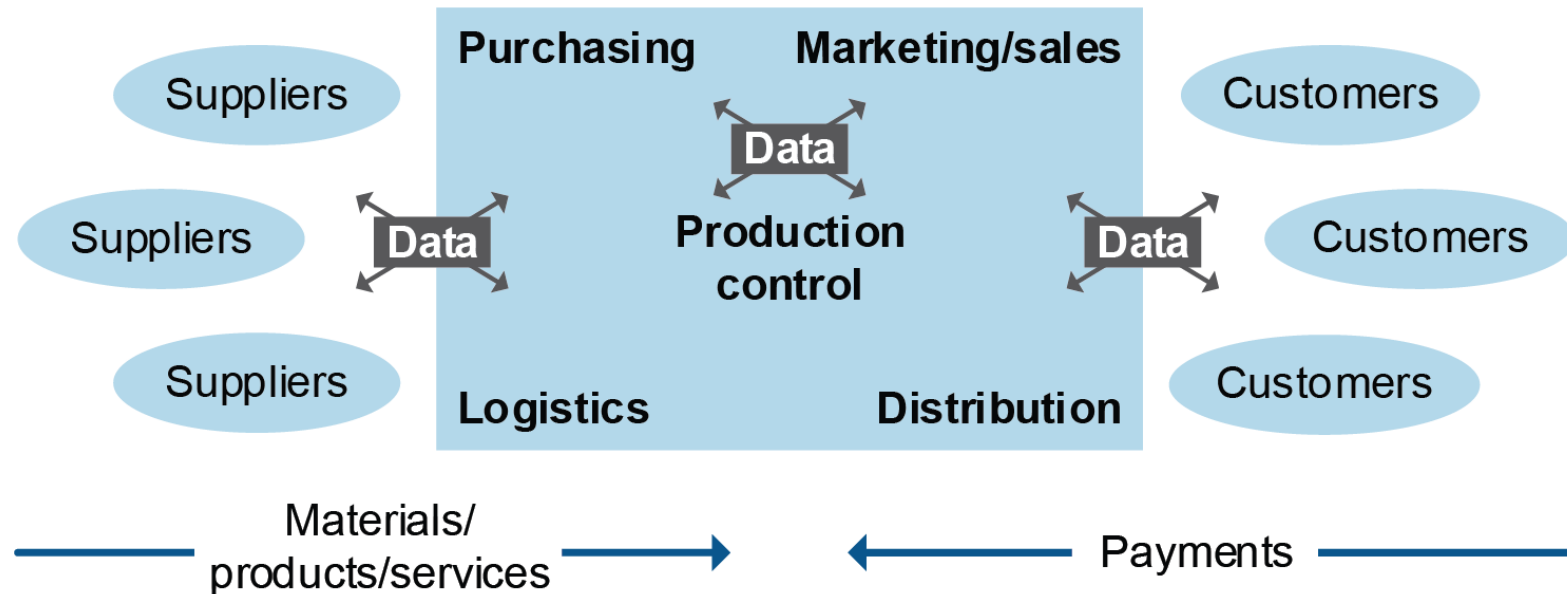 Suppliers
Suppliers
Suppliers
Data
Purchasing
Marketing/sales
Data
Production
control
Logistics
Distribution
Data
Customers
Customers
Customers
Materials/
products/services
Payments